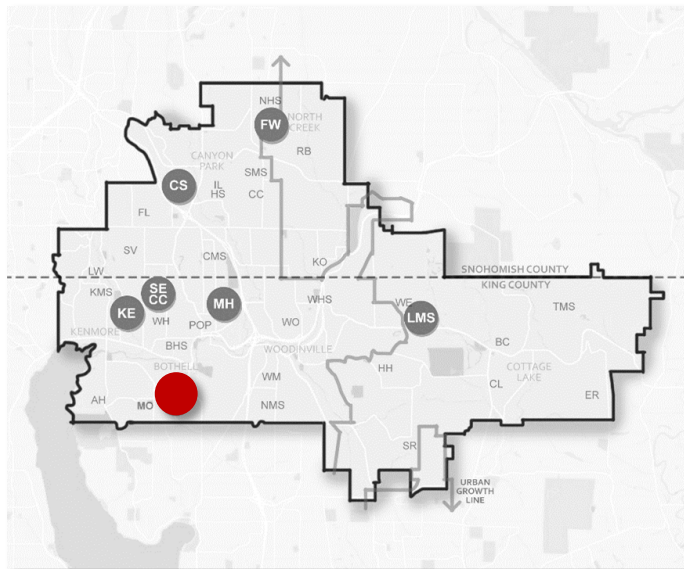 NHS
FW
NORTH
CREEK
RB
CANYON
PARK
SMS
CS
IL
HS
CC
FL
SV
CMS
KO
LW
SNOHOMISH COUNTY
KING COUNTY
KMS
SE
CC
MH
WHS
WE
LMS
TMS
KE
WH
POP
WO
KENMORE
BHS
WOODINVILLE
BC
BOTHELL
HH
COTTAGE
LAKE
WM
CL
ER
AH
MO
NMS
SR
URBAN
GROWTH
LINE